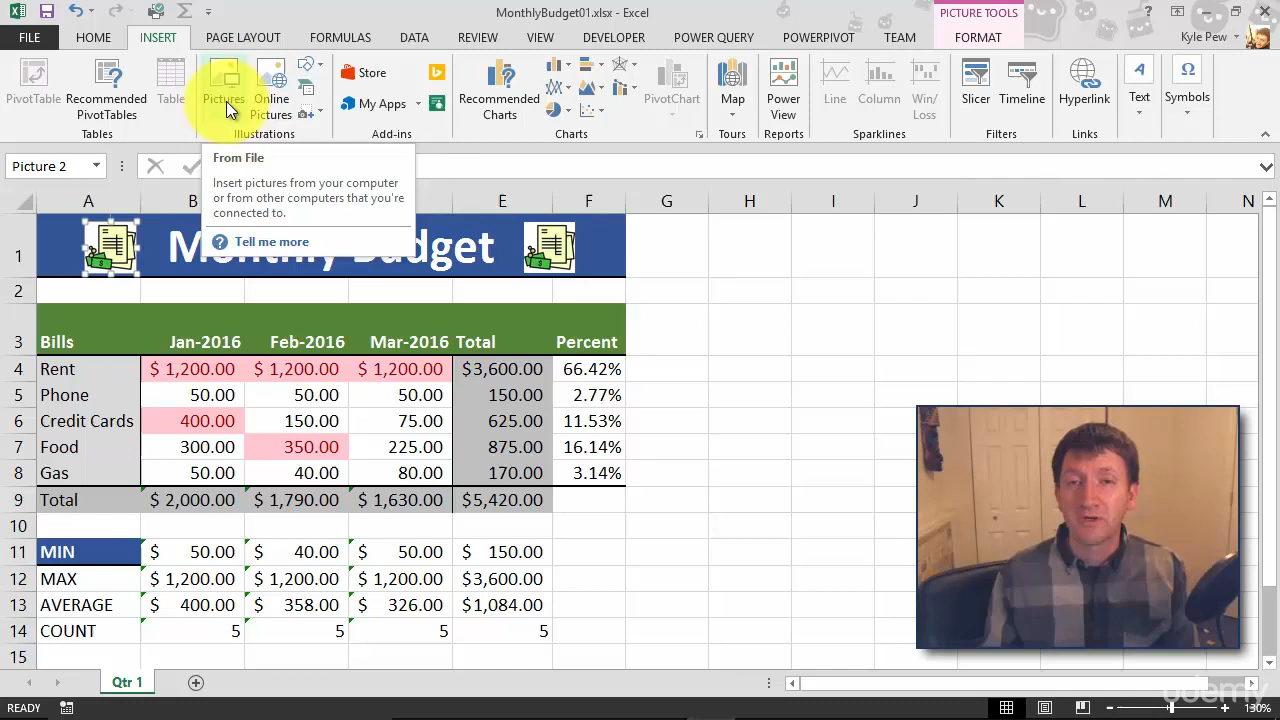 MonthlyBudget01.xlsx - Excel
PICTURE TOOLS
FILE HOME INSERT PAGE LAYOUT FORMULAS DATA REVIEW VIEW DEVELOPER POWER QUERY POWERPIVOT TEAM FORMAT Kyle Pew
PivotTable
Recommended
PivotTables
Table
Tables
Pictures
Online
Pictures
Illustrations
Store
My Apps
Add-ins
Recommended
Charts
Charts
PivotChart
Map
Tours
Power
View
Reports
Line
Column
Win/
Loss
Sparklines
Slicer
Timeline
Filters
Hyperlink
Links
Text
Symbols
Picture 2
From File
Insert pictures from your computer
or from other computers that you're
connected to.
Tell me more
A B E F G H I J K L M N
1 Monthly Budget
2
3 Bills Jan-2016 Feb-2016 Mar-2016 Total Percent
4 Rent $ 1,200.00 $ 1,200.00 $ 1,200.00 $3,600.00 66.42%
5 Phone 50.00 50.00 50.00 150.00 2.77%
6 Credit Cards 400.00 150.00 75.00 625.00 11.53%
7 Food 300.00 350.00 225.00 875.00 16.14%
8 Gas 50.00 40.00 80.00 170.00 3.14%
9 Total $ 2,000.00 $ 1,790.00 $ 1,630.00 $5,420.00
10
11 MIN $ 50.00 $ 40.00 $ 50.00 $ 150.00
12 MAX $ 1,200.00 $ 1,200.00 $ 1,200.00 $3,600.00
13 AVERAGE $ 400.00 $ 358.00 $ 326.00 $1,084.00
14 COUNT 5 5 5 5
15
Qtr 1
READY
130%
udemy